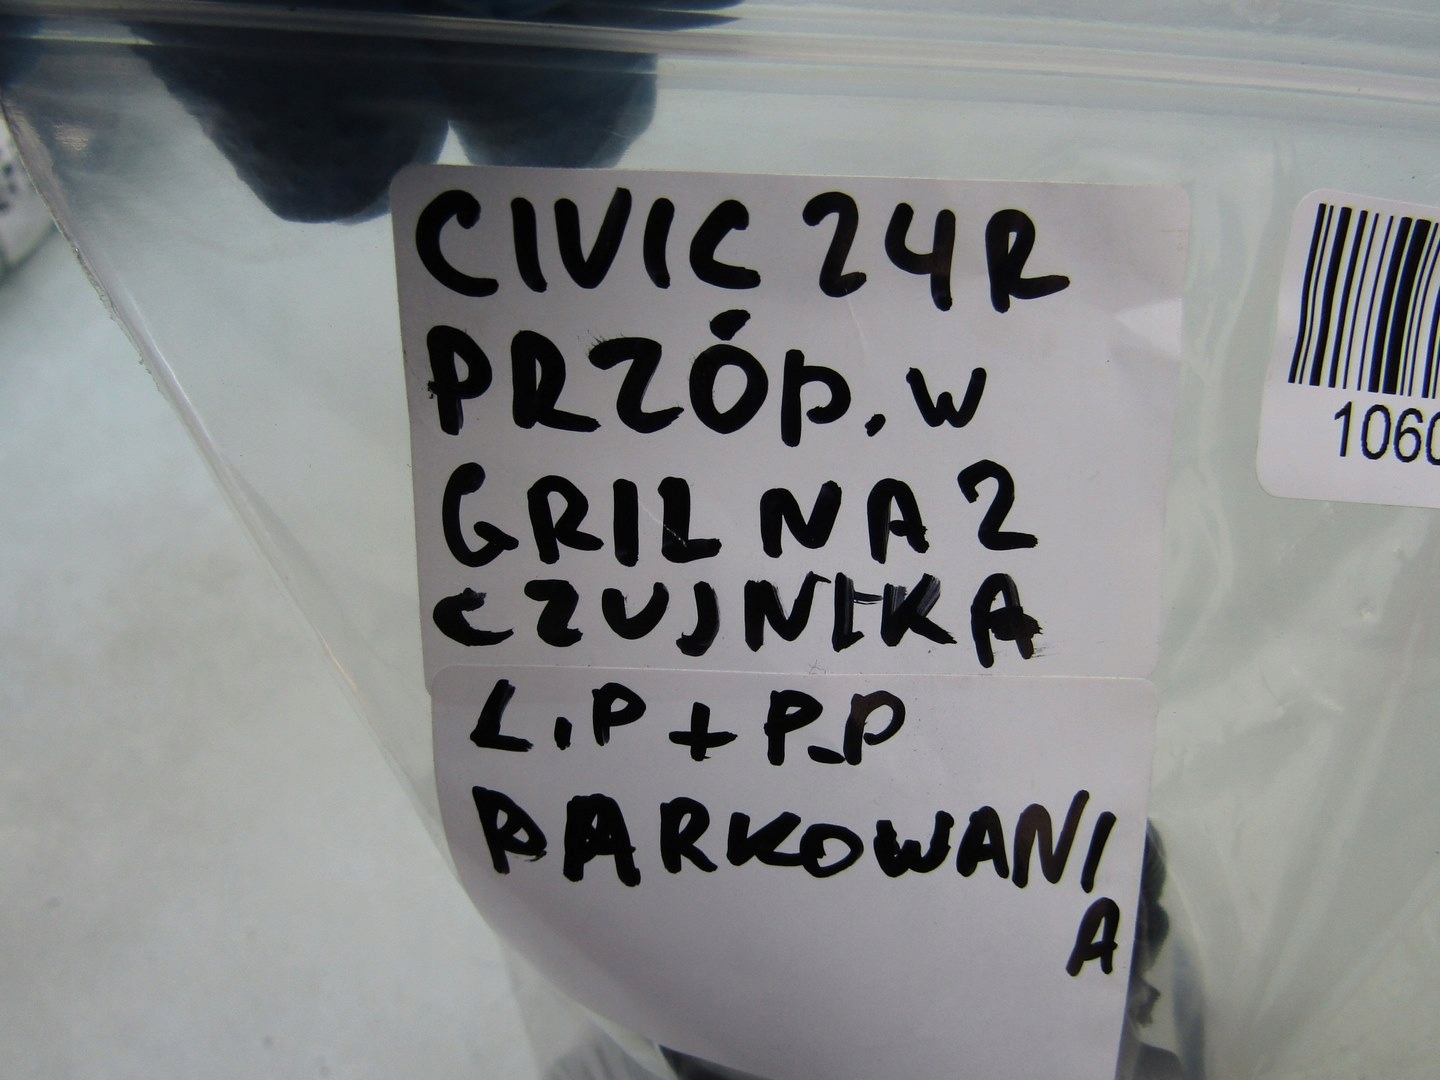 CIVIC 24R
PRZÓD. W
GRIL NA 2
CZUJNIKA
L.P + P.P
PARKOWANI
A
1060